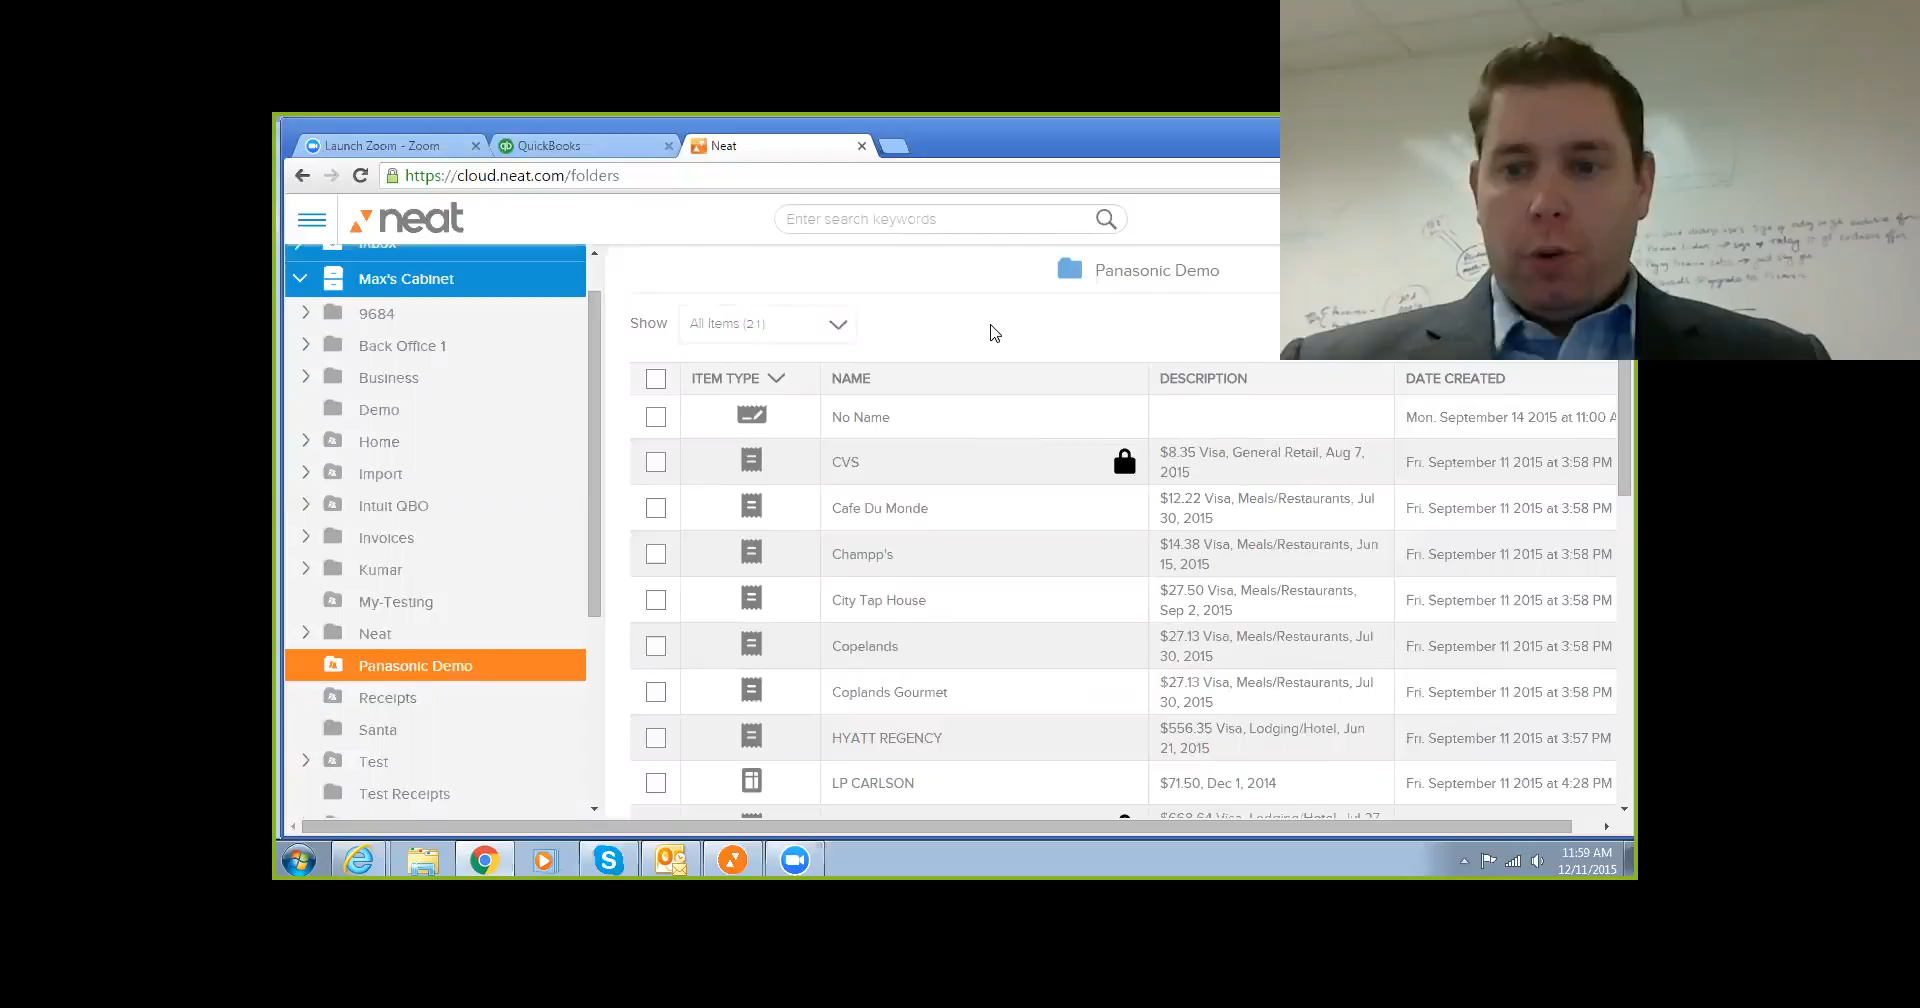 Launch Zoom - Zoom
QuickBooks
Neat
https://cloud.neat.com/folders
neat
Enter search keywords
Inbox
Max's Cabinet
9684
Back Office 1
Business
Demo
Home
Import
Intuit QBO
Invoices
Kumar
My-Testing
Neat
Panasonic Demo
Receipts
Santa
Test
Test Receipts
Panasonic Demo
Show
All Items (21)
ITEM TYPE NAME DESCRIPTION DATE CREATED
No Name Mon. September 14 2015 at 11:00 A
CVS $8.35 Visa, General Retail, Aug 7, Fri. September 11 2015 at 3:58 PM
2015
Cafe Du Monde $12.22 Visa, Meals/Restaurants, Jul Fri. September 11 2015 at 3:58 PM
30, 2015
Champp's $14.38 Visa, Meals/Restaurants, Jun Fri. September 11 2015 at 3:58 PM
15, 2015
City Tap House $27.50 Visa, Meals/Restaurants, Fri. September 11 2015 at 3:58 PM
Sep 2, 2015
Copelands $27.13 Visa, Meals/Restaurants, Jul Fri. September 11 2015 at 3:58 PM
30, 2015
Coplands Gourmet $27.13 Visa, Meals/Restaurants, Jul Fri. September 11 2015 at 3:58 PM
30, 2015
HYATT REGENCY $556.35 Visa, Lodging/Hotel, Jun Fri. September 11 2015 at 3:57 PM
21, 2015
LP CARLSON $71.50, Dec 1, 2014 Fri. September 11 2015 at 4:28 PM
$668.64 Visa, Lodging/Hotel, Jul 27
11:59 AM
12/11/2015